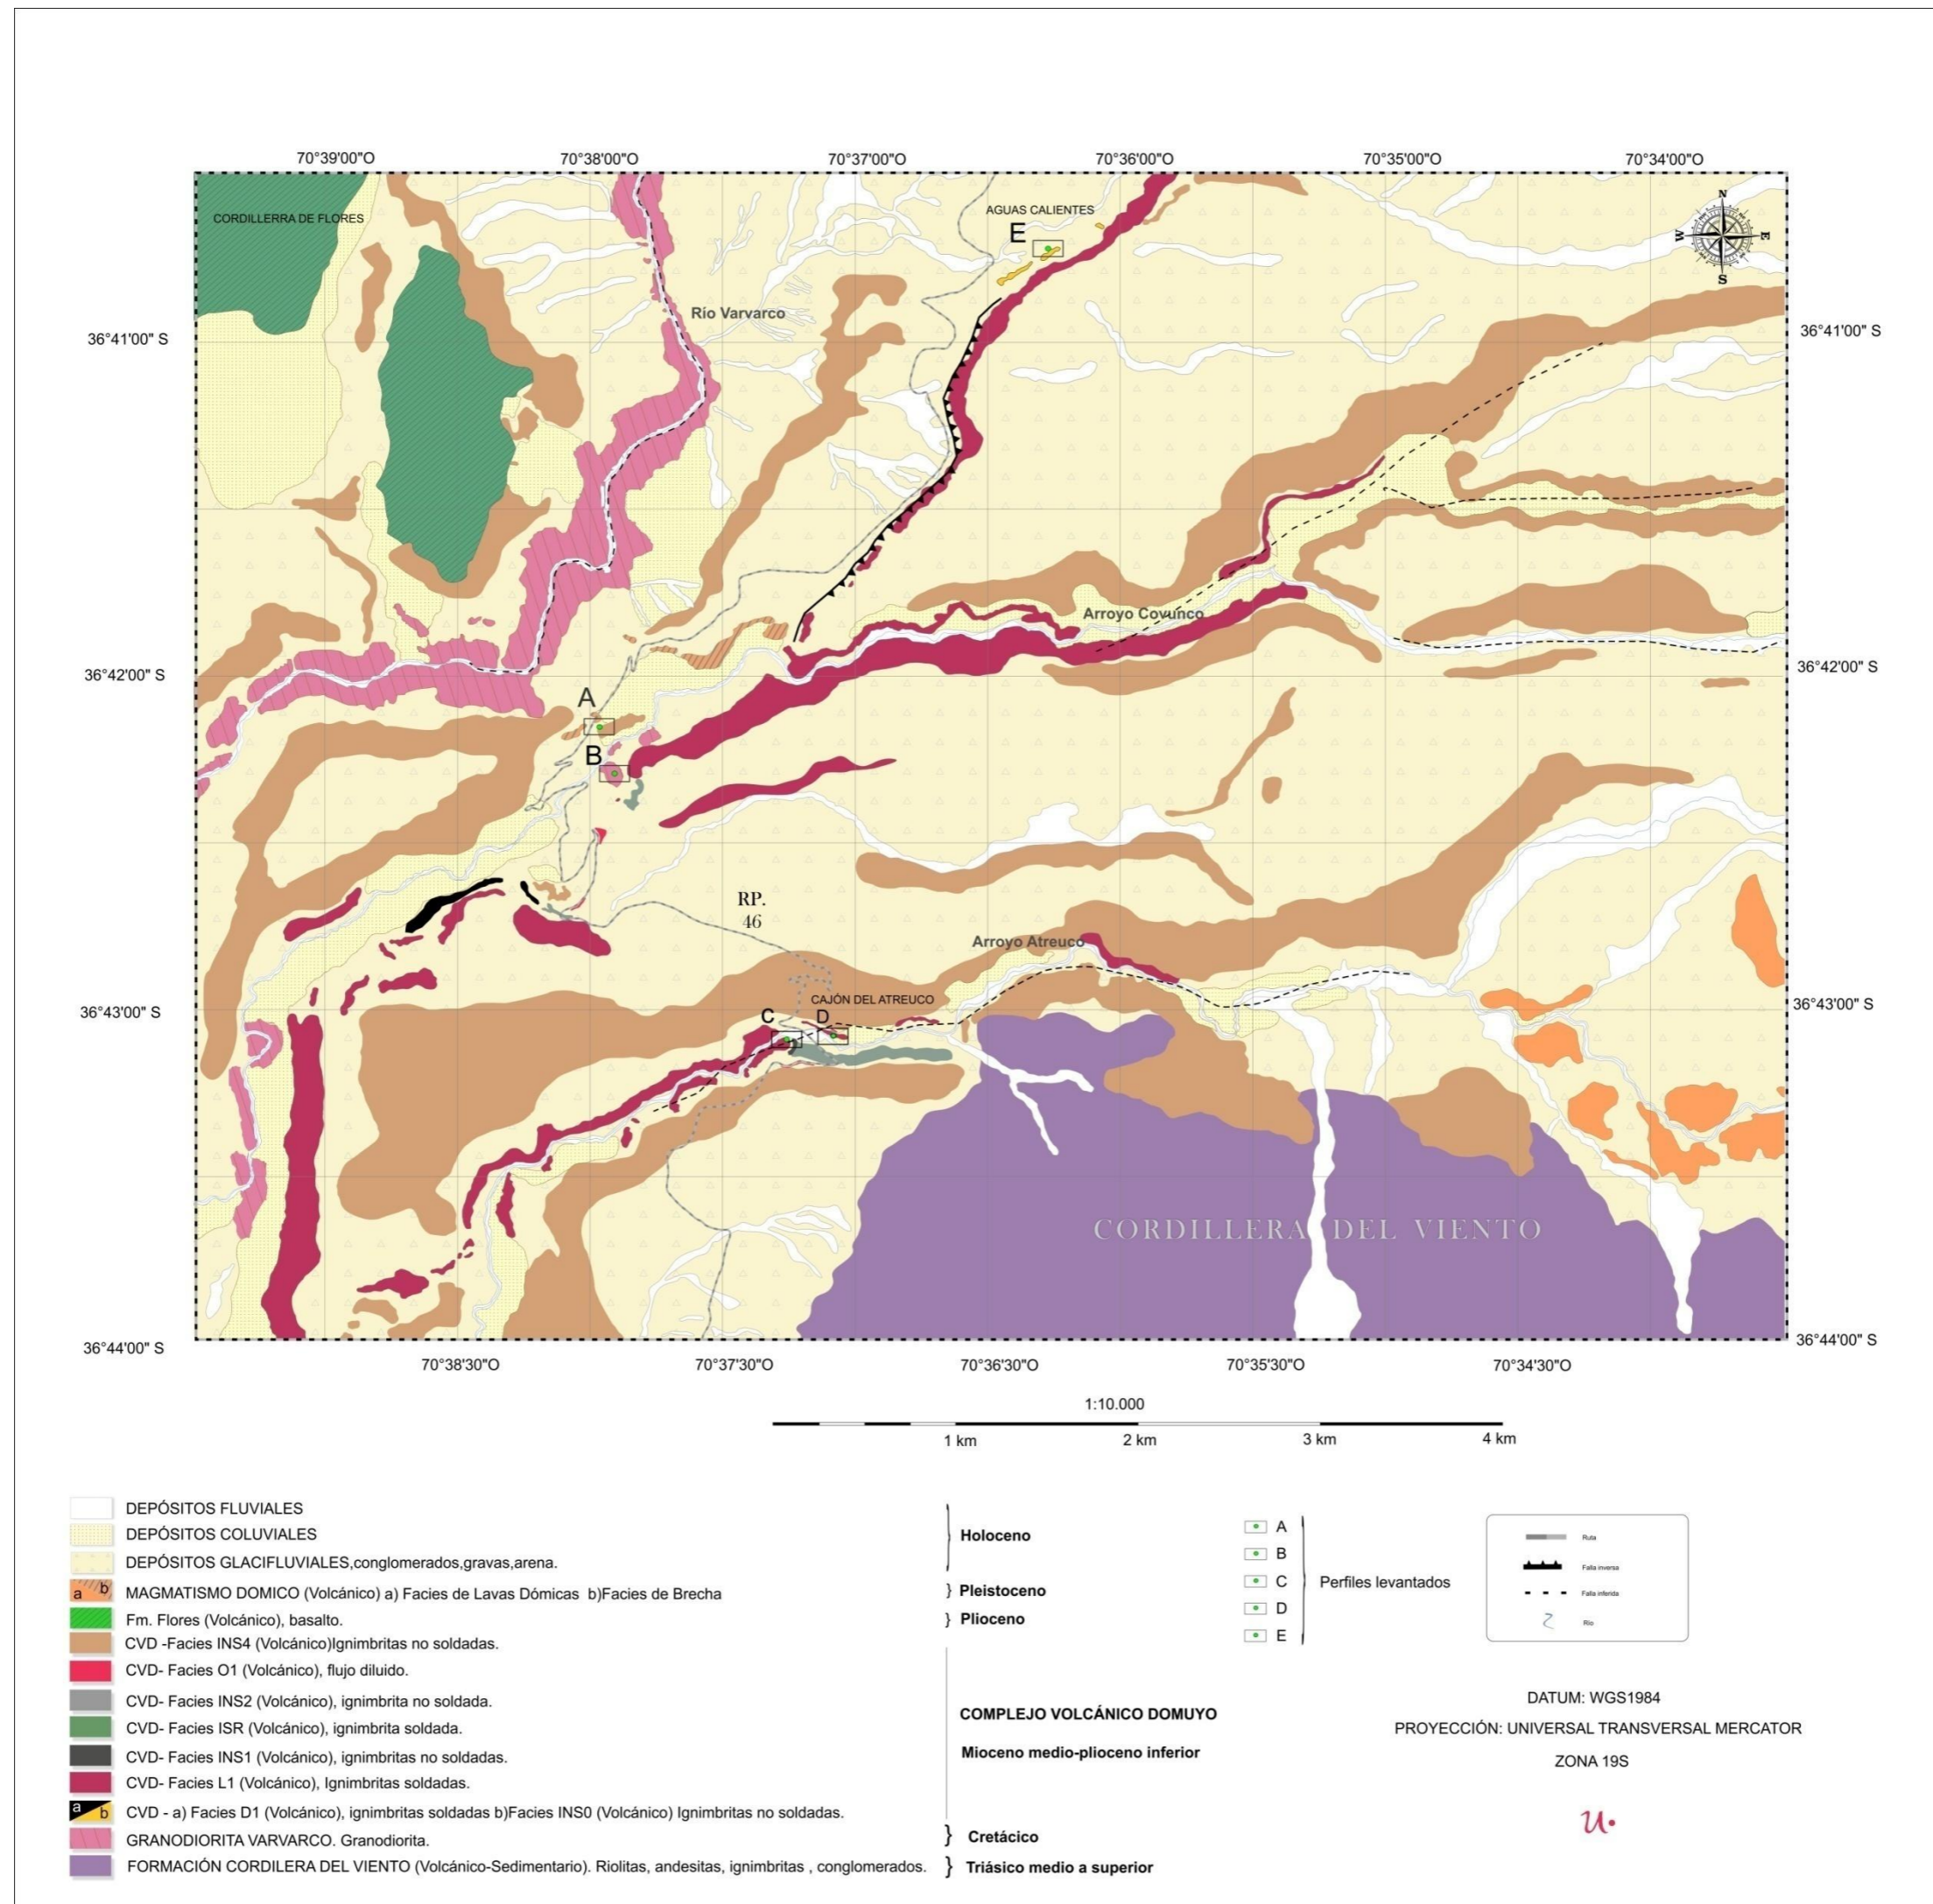 70°39'00"O 70°38'00"O 70°37'00"O 70°36'00"O 70°35'00"O 70°34'00"O
CORDILLERRA DE FLORES
AGUAS CALIENTES
E
N
W E
S
Río Varvarco
36°41'00" S
36°41'00" S
Arroyo Covunco
36°42'00" S
36°42'00" S
A
B
RP.
46
Arroyo Atreuco
CAJÓN DEL ATREUCO
C D
36°43'00" S
36°43'00" S
CORDILLERA DEL VIENTO
36°44'00" S
36°44'00" S
70°38'30"O 70°37'30"O 70°36'30"O 70°35'30"O 70°34'30"O
1:10.000
1 km 2 km 3 km 4 km
DEPÓSITOS FLUVIALES
DEPÓSITOS COLUVIALES
DEPÓSITOS GLACIFLUVIALES,conglomerados,gravas,arena.
a b MAGMATISMO DOMICO (Volcánico) a) Facies de Lavas Dómicas b)Facies de Brecha
Fm. Flores (Volcánico), basalto.
CVD -Facies INS4 (Volcánico)Ignimbritas no soldadas.
CVD- Facies O1 (Volcánico), flujo diluido.
CVD- Facies INS2 (Volcánico), ignimbrita no soldada.
CVD- Facies ISR (Volcánico), ignimbrita soldada.
CVD- Facies INS1 (Volcánico), ignimbritas no soldadas.
CVD- Facies L1 (Volcánico), Ignimbritas soldadas.
a b CVD - a) Facies D1 (Volcánico), ignimbritas soldadas b)Facies INS0 (Volcánico) Ignimbritas no soldadas.
GRANODIORITA VARVARCO. Granodiorita.
FORMACIÓN CORDILERA DEL VIENTO (Volcánico-Sedimentario). Riolitas, andesitas, ignimbritas , conglomerados.
Holoceno
Pleistoceno
Plioceno
COMPLEJO VOLCÁNICO DOMUYO
Mioceno medio-plioceno inferior
Cretácico
Triásico medio a superior
A
B
C
D
E
Perfiles levantados
Ruta
Falla inversa
Falla inferida
Río
DATUM: WGS1984
PROYECCIÓN: UNIVERSAL TRANSVERSAL MERCATOR
ZONA 19S